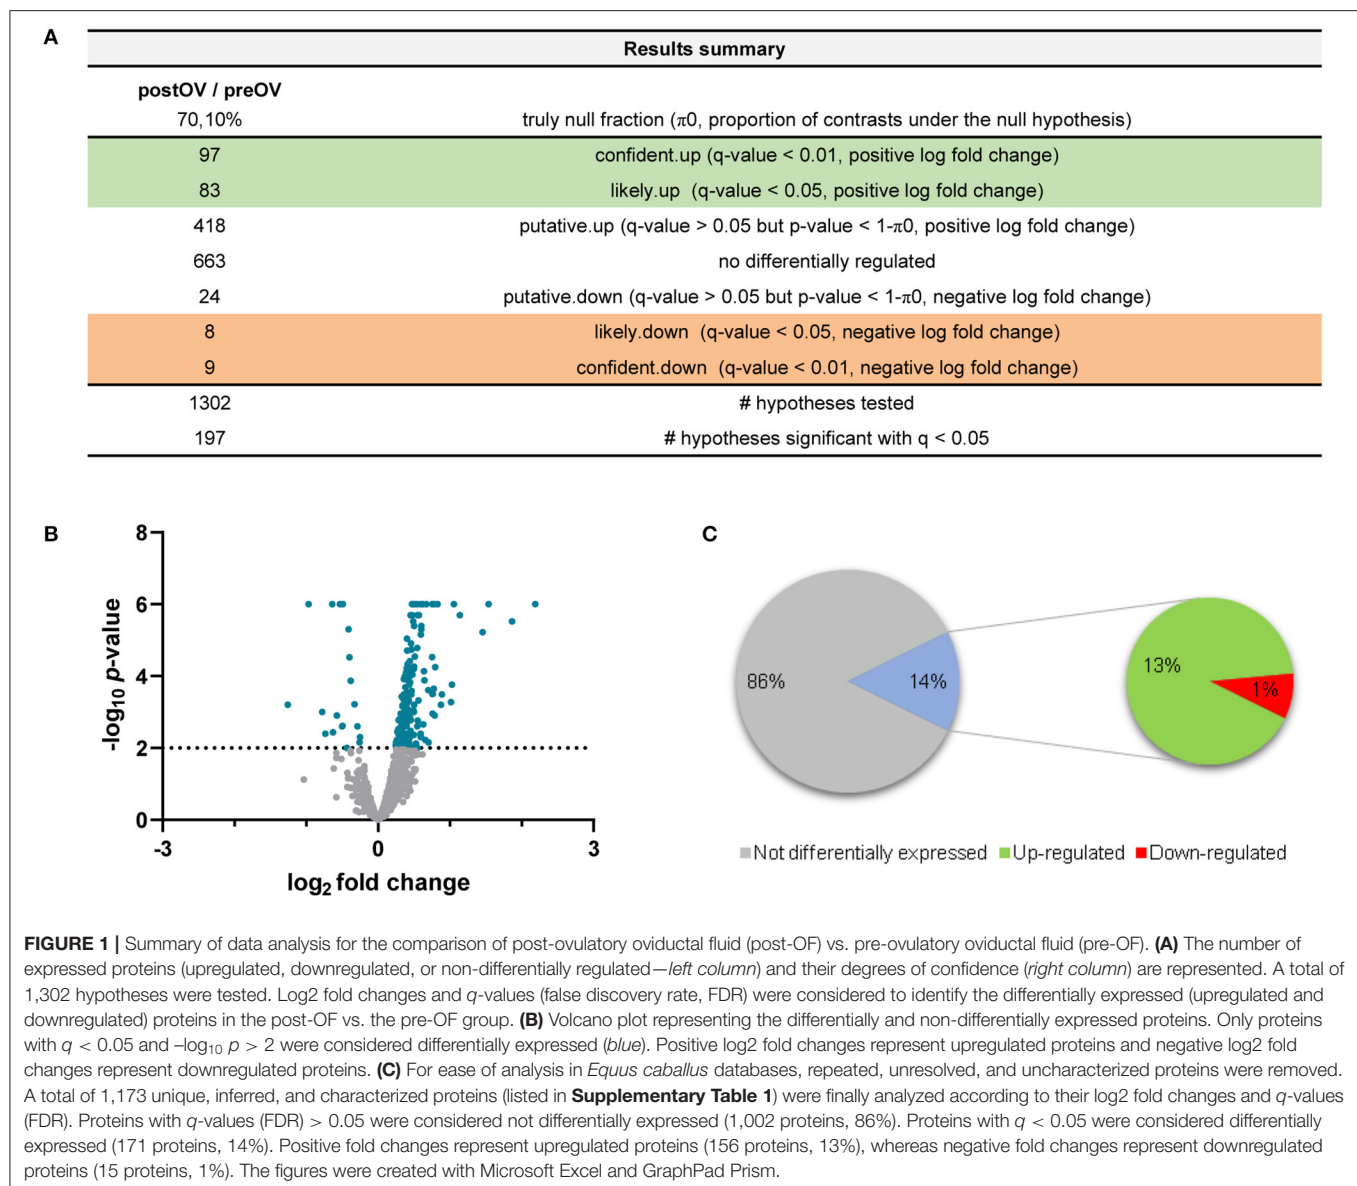 A
Results summary
postOV / preOV
70,10% truly null fraction (π0, proportion of contrasts under the null hypothesis)
97 confident.up (q-value < 0.01, positive log fold change)
83 likely.up (q-value < 0.05, positive log fold change)
418 putative.up (q-value > 0.05 but p-value < 1-π0, positive log fold change)
663 no differentially regulated
24 putative.down (q-value > 0.05 but p-value < 1-π0, negative log fold change)
8 likely.down (q-value < 0.05, negative log fold change)
9 confident.down (q-value < 0.01, negative log fold change)
1302 # hypotheses tested
197 # hypotheses significant with q < 0.05
B
8
6
4
2
0
-log10 p-value
-3 0 3
log2 fold change
C
86%
14%
13%
1%
Not differentially expressed Up-regulated Down-regulated
FIGURE 1 | Summary of data analysis for the comparison of post-ovulatory oviductal fluid (post-OF) vs. pre-ovulatory oviductal fluid (pre-OF). (A) The number of
expressed proteins (upregulated, downregulated, or non-differentially regulated—left column) and their degrees of confidence (right column) are represented. A total of
1,302 hypotheses were tested. Log2 fold changes and q-values (false discovery rate, FDR) were considered to identify the differentially expressed (upregulated and
downregulated) proteins in the post-OF vs. the pre-OF group. (B) Volcano plot representing the differentially and non-differentially expressed proteins. Only proteins
with q < 0.05 and –log10 p > 2 were considered differentially expressed (blue). Positive log2 fold changes represent upregulated proteins and negative log2 fold
changes represent downregulated proteins. (C) For ease of analysis in Equus caballus databases, repeated, unresolved, and uncharacterized proteins were removed.
A total of 1,173 unique, inferred, and characterized proteins (listed in Supplementary Table 1) were finally analyzed according to their log2 fold changes and q-values
(FDR). Proteins with q-values (FDR) > 0.05 were considered not differentially expressed (1,002 proteins, 86%). Proteins with q < 0.05 were considered differentially
expressed (171 proteins, 14%). Positive fold changes represent upregulated proteins (156 proteins, 13%), whereas negative fold changes represent downregulated
proteins (15 proteins, 1%). The figures were created with Microsoft Excel and GraphPad Prism.